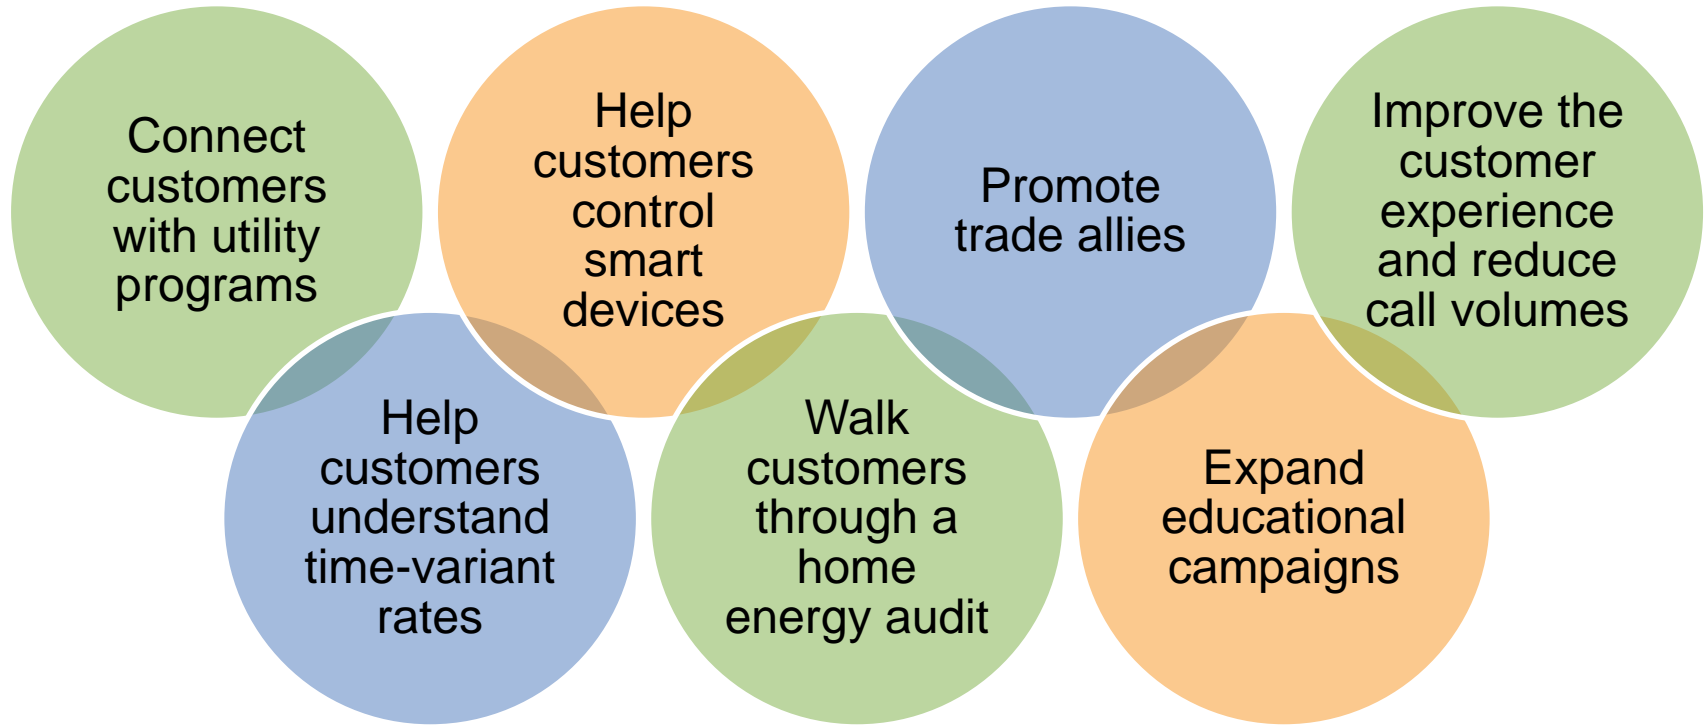 Connect
customers
with utility
programs
Help
customers
understand
time-variant
rates
Help
customers
control
smart
devices
Walk
customers
through a
home
energy audit
Promote
trade allies
Expand
educational
campaigns
Improve the
customer
experience
and reduce
call volumes